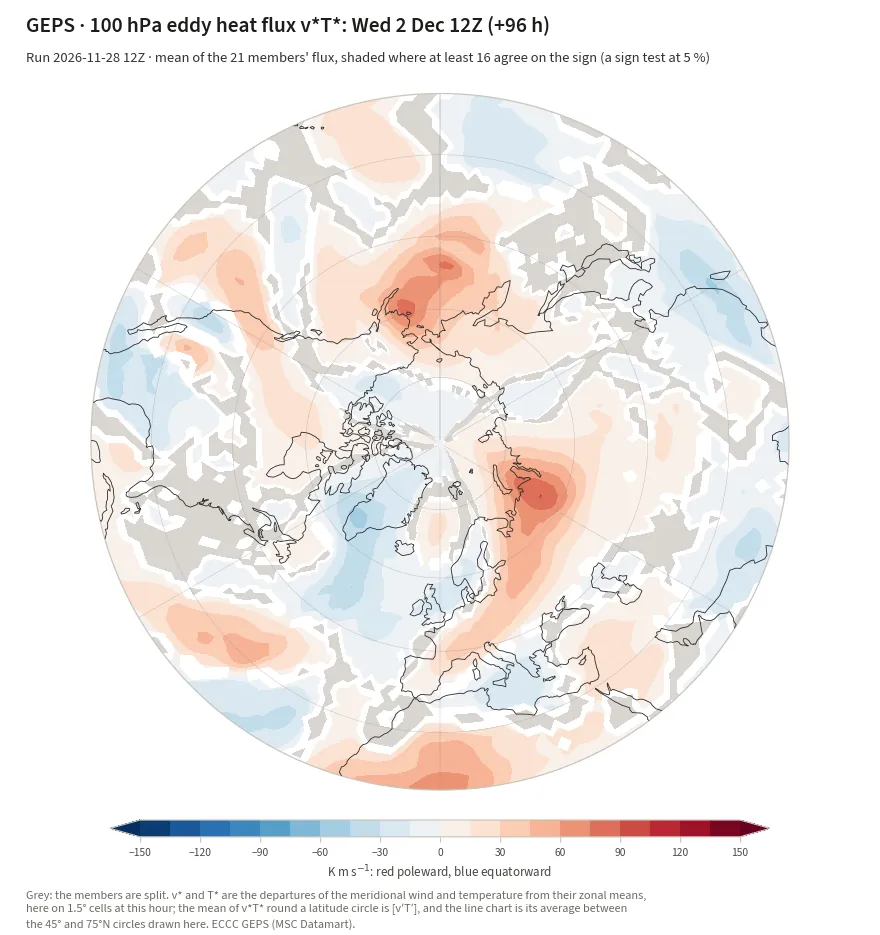 GEPS · 100 hPa eddy heat flux v*T*: Wed 2 Dec 12Z (+96 h)
Run 2026-11-28 12Z · mean of the 21 members' flux, shaded where at least 16 agree on the sign (a sign test at 5 %)
−150 −120 −90 −60 −30 0 30 60 90 120 150
K m s⁻¹: red poleward, blue equatorward
Grey: the members are split. v* and T* are the departures of the meridional wind and temperature from their zonal means,
here on 1.5° cells at this hour; the mean of v*T* round a latitude circle is [v'T'], and the line chart is its average between
the 45° and 75°N circles drawn here. ECCC GEPS (MSC Datamart).